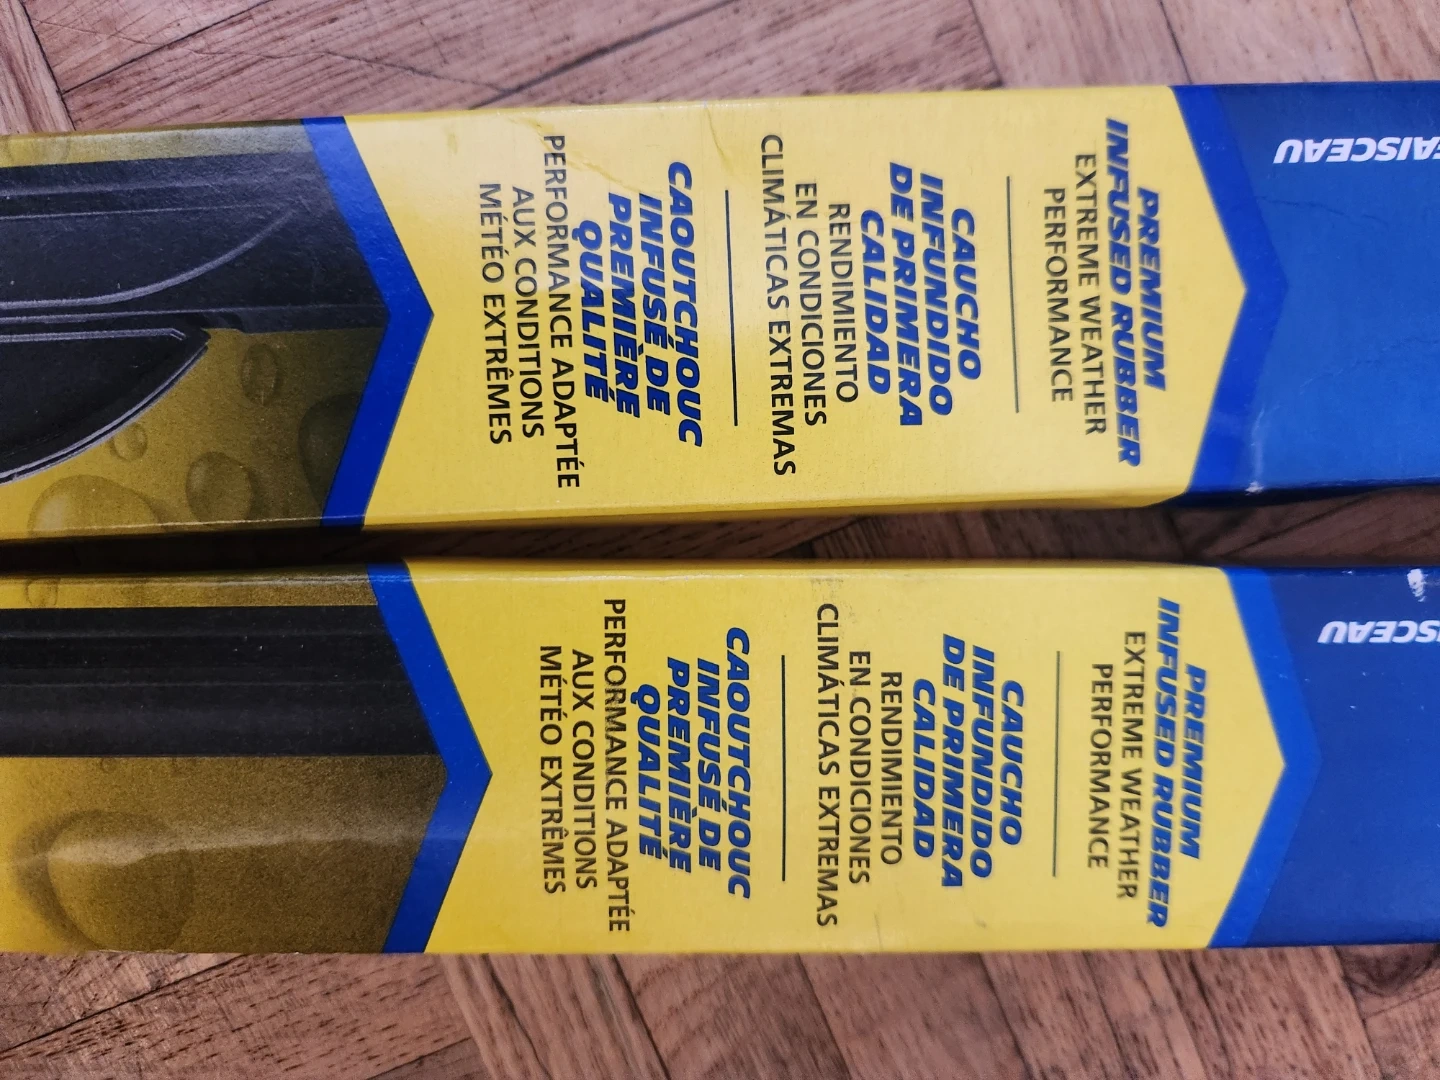 FAISCEAU
PREMIUM
INFUSED RUBBER
EXTREME WEATHER
PERFORMANCE
CAUCHO
INFUNDIDO
DE PRIMERA
CALIDAD
RENDIMIENTO
EN CONDICIONES
CLIMÁTICAS EXTREMAS
CAOUTCHOUC
INFUSÉ DE
PREMIÈRE
QUALITÉ
PERFORMANCE ADAPTÉE
AUX CONDITIONS
MÉTÉO EXTRÊMES
PREMIUM
INFUSED RUBBER
EXTREME WEATHER
PERFORMANCE
CAUCHO
INFUNDIDO
DE PRIMERA
CALIDAD
RENDIMIENTO
EN CONDICIONES
CLIMÁTICAS EXTREMAS
CAOUTCHOUC
INFUSÉ DE
PREMIÈRE
QUALITÉ
PERFORMANCE ADAPTÉE
AUX CONDITIONS
MÉTÉO EXTRÊMES